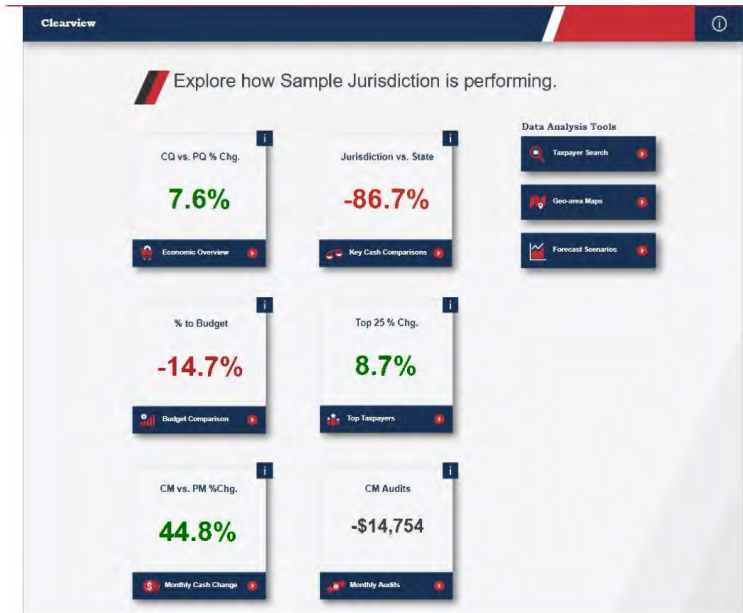 Clearview
Explore how Sample Jurisdiction is performing.
CQ vs. PQ % Chg.
7.6%
Economic Overview
Jurisdiction vs. State
-86.7%
Key Cash Comparisons
Data Analysis Tools
Taxpayer Search
Geo-area Maps
Forecast Scenarios
% to Budget
-14.7%
Budget Comparison
Top 25 % Chg.
8.7%
Top Taxpayers
CM vs. PM %Chg.
44.8%
Monthly Cash Change
CM Audits
-$14,754
Monthly Audits